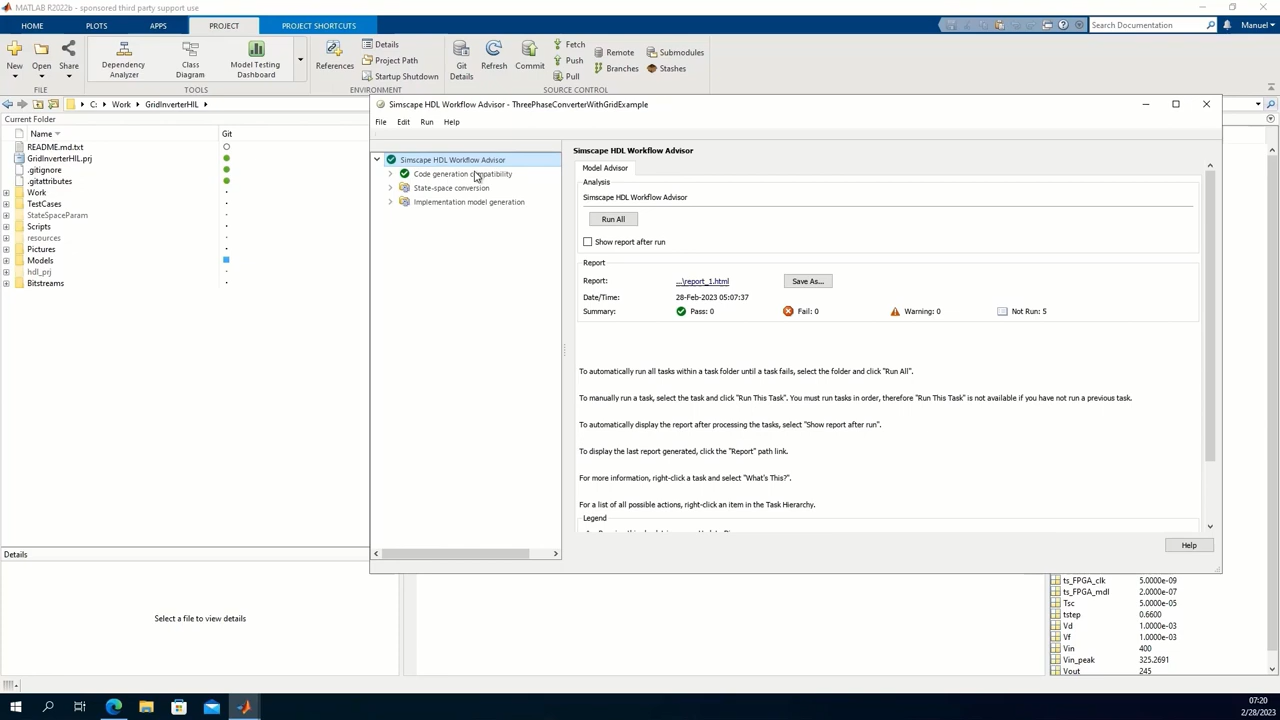 MATLAB R2022b - sponsored third party support use
HOME PLOTS APPS PROJECT PROJECT SHORTCUTS Search Documentation Manuel
New Open Share
FILE
Dependency Analyzer
Class Diagram
Model Testing Dashboard
TOOLS
References
Details
Project Path
Startup Shutdown
ENVIRONMENT
Git Details
Refresh
Commit
Fetch
Push
Pull
Remote
Branches
Submodules
Stashes
SOURCE CONTROL
C: Work GridInverterHIL
Current Folder
Name Git
README.md.txt
GridInverterHIL.prj
.gitignore
.gitattributes
Work
TestCases
StateSpaceParam
Scripts
resources
Pictures
Models
hdl_prj
Bitstreams
Details
Select a file to view details
Simscape HDL Workflow Advisor - ThreePhaseConverterWithGridExample
File Edit Run Help
Simscape HDL Workflow Advisor
Code generation compatibility
State-space conversion
Implementation model generation
Simscape HDL Workflow Advisor
Model Advisor
Analysis
Simscape HDL Workflow Advisor
Run All
Show report after run
Report
Report: ...\report_1.html Save As...
Date/Time: 28-Feb-2023 05:07:37
Summary: Pass: 0 Fail: 0 Warning: 0 Not Run: 5
To automatically run all tasks within a task folder until a task fails, select the folder and click "Run All".
To manually run a task, select the task and click "Run This Task". You must run tasks in order, therefore "Run This Task" is not available if you have not run a previous task.
To automatically display the report after processing the tasks, select "Show report after run".
To display the last report generated, click the "Report" path link.
For more information, right-click a task and select "What's This?".
For a list of all possible actions, right-click an item in the Task Hierarchy.
Legend
Help
ts_FPGA_clk 5.0000e-09
ts_FPGA_mdl 2.0000e-07
Tsc 5.0000e-05
tstep 0.6600
Vd 1.0000e-03
Vf 1.0000e-03
Vin 400
Vin_peak 325.2691
Vout 245
07:20
2/28/2023